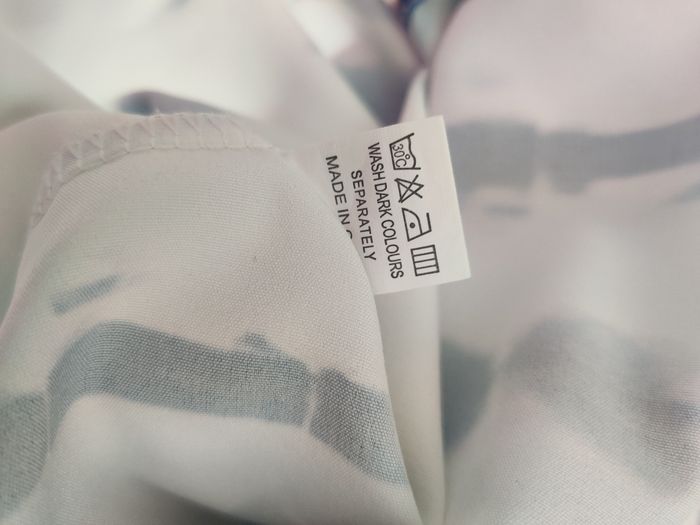 30°C
WASH DARK COLOURS
SEPARATELY
MADE IN